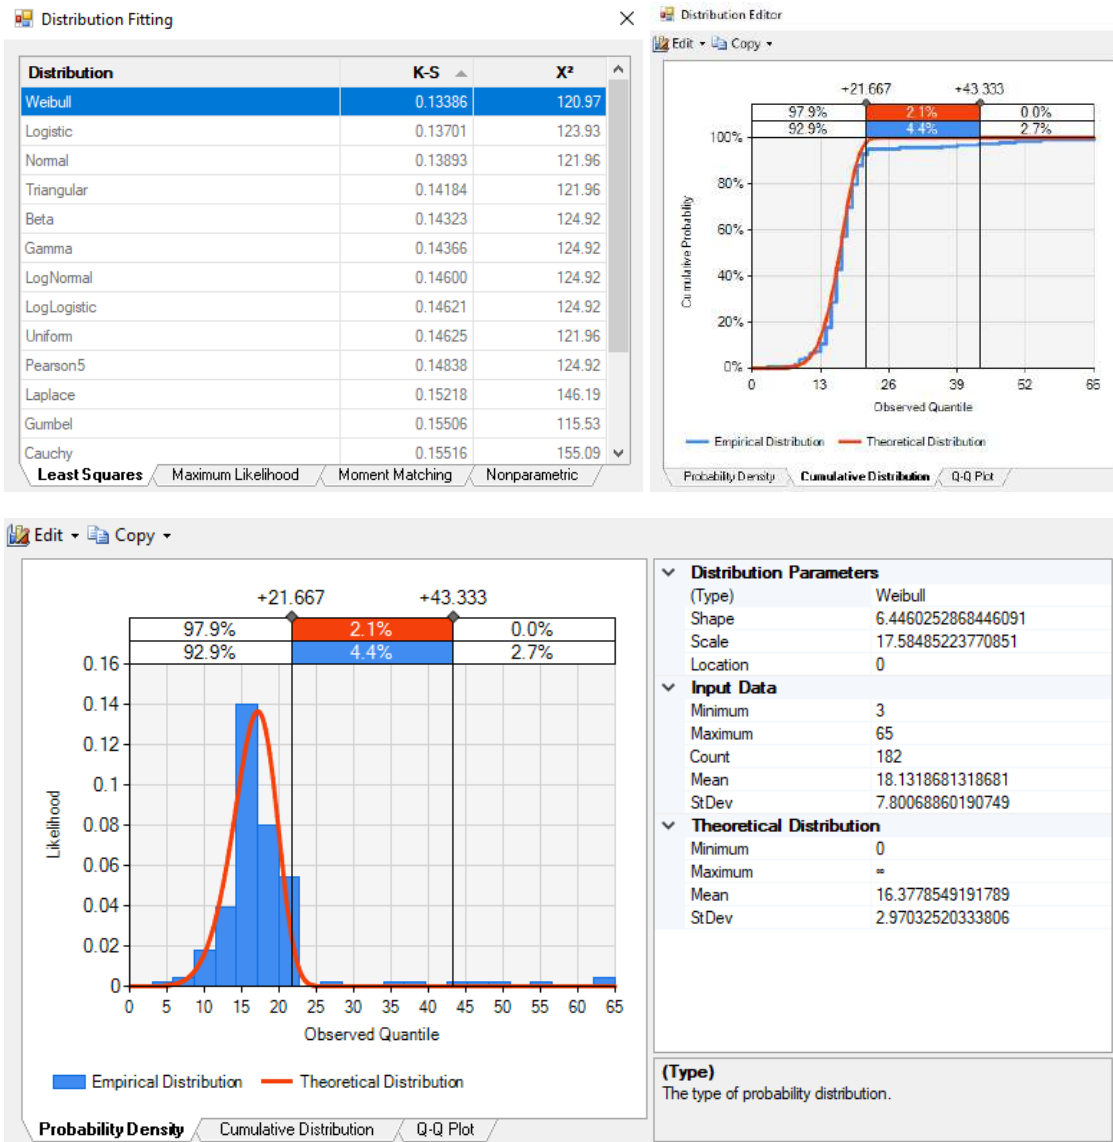 Distribution Fitting
Distribution K-S X²
Weibull 0.13386 120.97
Logistic 0.13701 123.93
Normal 0.13893 121.96
Triangular 0.14184 121.96
Beta 0.14323 124.92
Gamma 0.14366 124.92
LogNormal 0.14600 124.92
LogLogistic 0.14621 124.92
Uniform 0.14625 121.96
Pearson5 0.14838 124.92
Laplace 0.15218 146.19
Gumbel 0.15506 115.53
Cauchy 0.15516 155.09
Least Squares Maximum Likelihood Moment Matching Nonparametric
Distribution Editor
Edit Copy
+21.667 +43.333
97.9% 2.1% 0.0%
92.9% 4.4% 2.7%
100%
80%
60%
40%
20%
0%
Cumulative Probability
0 13 26 39 52 65
Observed Quantile
Empirical Distribution Theoretical Distribution
Probability Density Cumulative Distribution Q-Q Plot
Edit Copy
+21.667 +43.333
97.9% 2.1% 0.0%
92.9% 4.4% 2.7%
0.16
0.14
0.12
0.1
0.08
0.06
0.04
0.02
0
Likelihood
0 5 10 15 20 25 30 35 40 45 50 55 60 65
Observed Quantile
Empirical Distribution Theoretical Distribution
Probability Density Cumulative Distribution Q-Q Plot
Distribution Parameters
(Type) Weibull
Shape 6.4460252868446091
Scale 17.58485223770851
Location 0
Input Data
Minimum 3
Maximum 65
Count 182
Mean 18.1318681318681
StDev 7.80068860190749
Theoretical Distribution
Minimum 0
Maximum ∞
Mean 16.3778549191789
StDev 2.97032520333806
(Type)
The type of probability distribution.